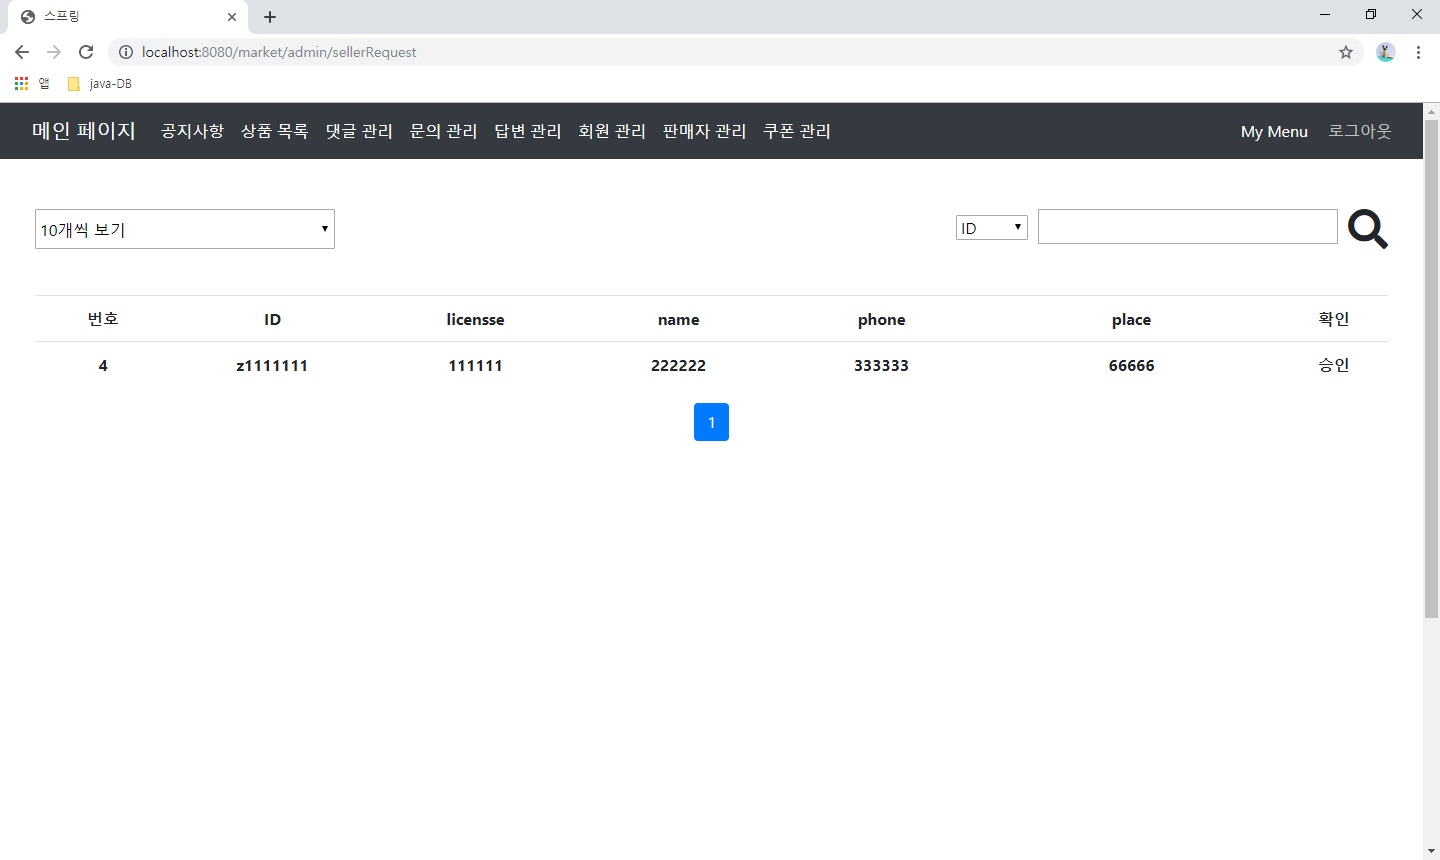 스프링
localhost:8080/market/admin/sellerRequest
앱 java-DB
메인 페이지 공지사항 상품 목록 댓글 관리 문의 관리 답변 관리 회원 관리 판매자 관리 쿠폰 관리 My Menu 로그아웃
10개씩 보기 ID
번호 ID licensse name phone place 확인
4 z1111111 111111 222222 333333 66666 승인
1